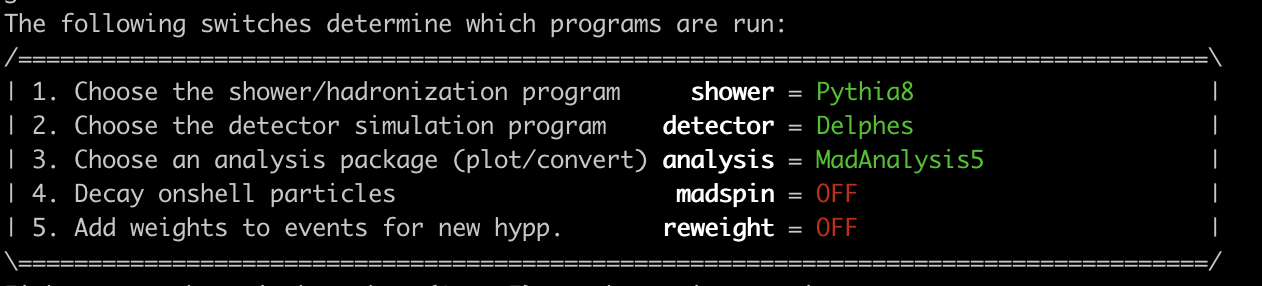 The following switches determine which programs are run:
/=====================================================================================\
| 1. Choose the shower/hadronization program     shower = Pythia8                     |
| 2. Choose the detector simulation program    detector = Delphes                     |
| 3. Choose an analysis package (plot/convert) analysis = MadAnalysis5                |
| 4. Decay onshell particles                    madspin = OFF                         |
| 5. Add weights to events for new hypp.       reweight = OFF                         |
\=====================================================================================/